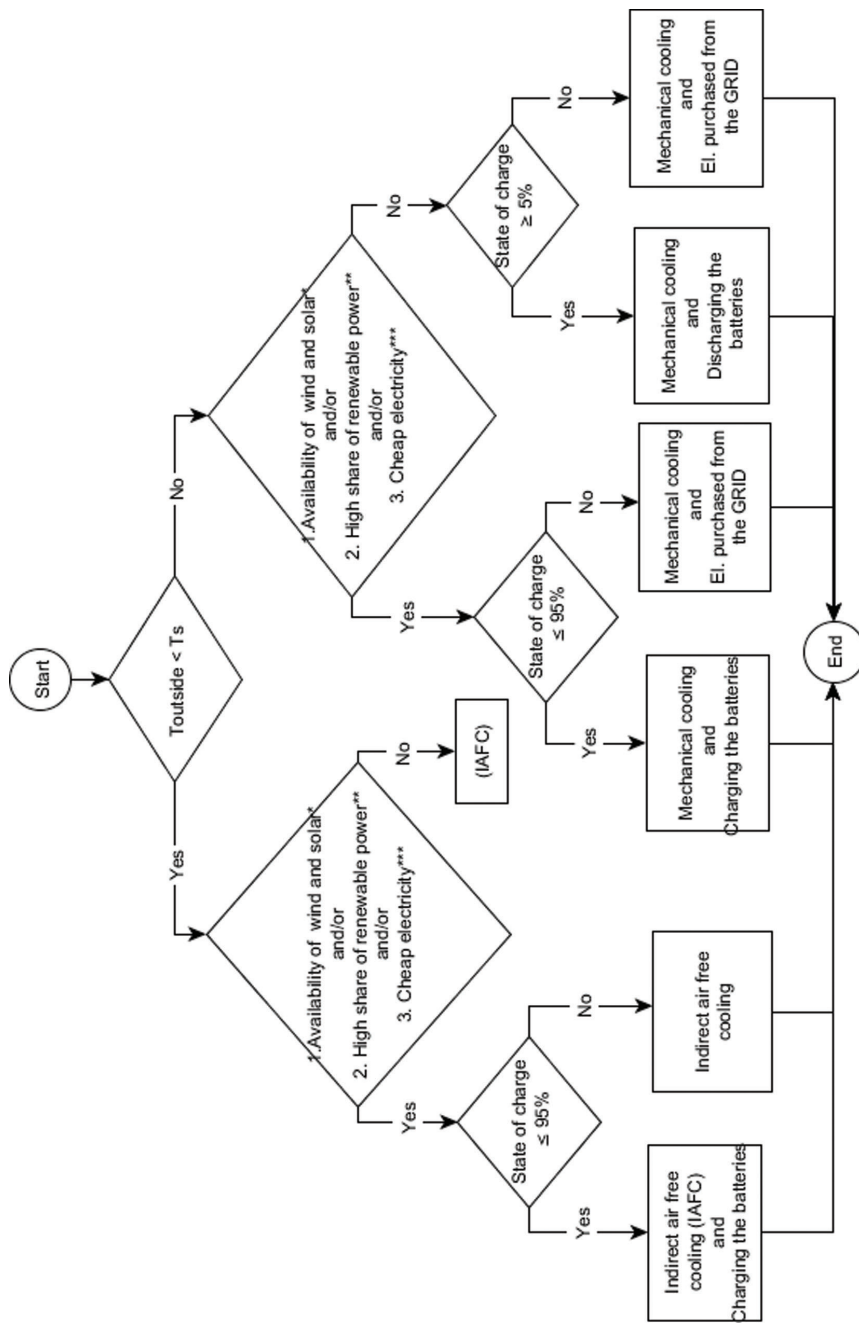 Start
Toutside < Ts
Yes
No
1.Availability of wind and solar*
and/or
2. High share of renewable power**
and/or
3. Cheap electricity***
1.Availability of wind and solar*
and/or
2. High share of renewable power**
and/or
3. Cheap electricity***
Yes
No
Yes
No
State of charge
≤ 95%
(IAFC)
State of charge
≤ 95%
State of charge
≥ 5%
Yes
No
Yes
No
Yes
No
Indirect air free
cooling (IAFC)
and
Charging the batteries
Indirect air free
cooling
Mechanical cooling
and
Charging the batteries
Mechanical cooling
and
El. purchased from
the GRID
Mechanical cooling
and
Discharging the
batteries
Mechanical cooling
and
El. purchased from
the GRID
End